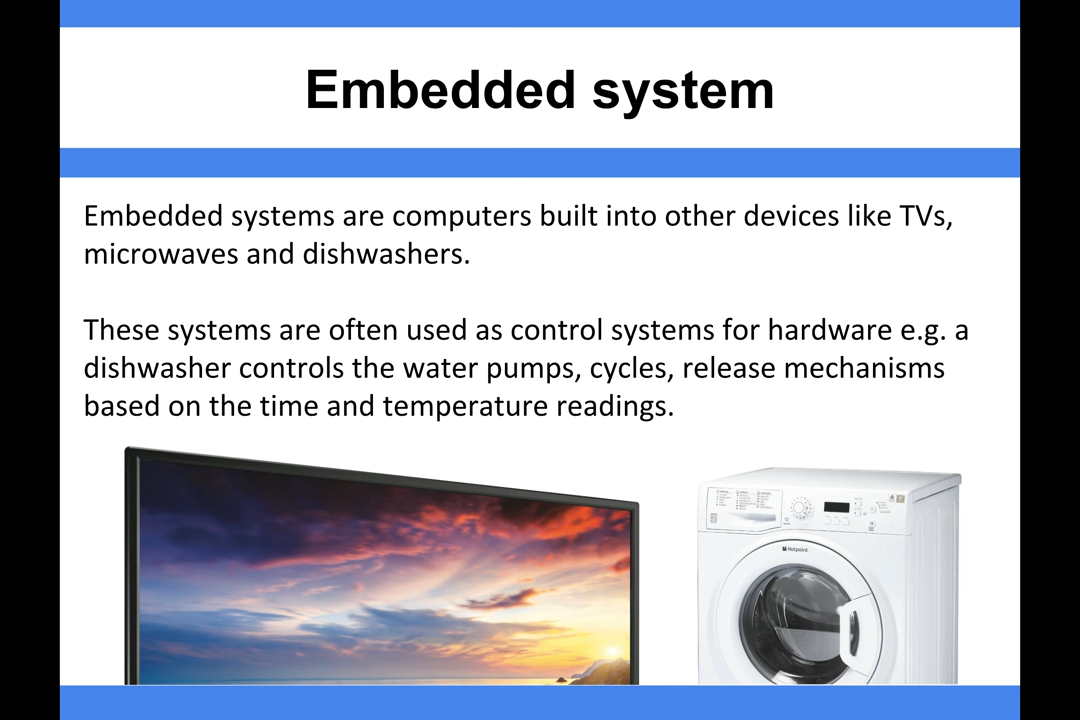 Embedded system
Embedded systems are computers built into other devices like TVs,
microwaves and dishwashers.
These systems are often used as control systems for hardware e.g. a
dishwasher controls the water pumps, cycles, release mechanisms
based on the time and temperature readings.
Hotpoint